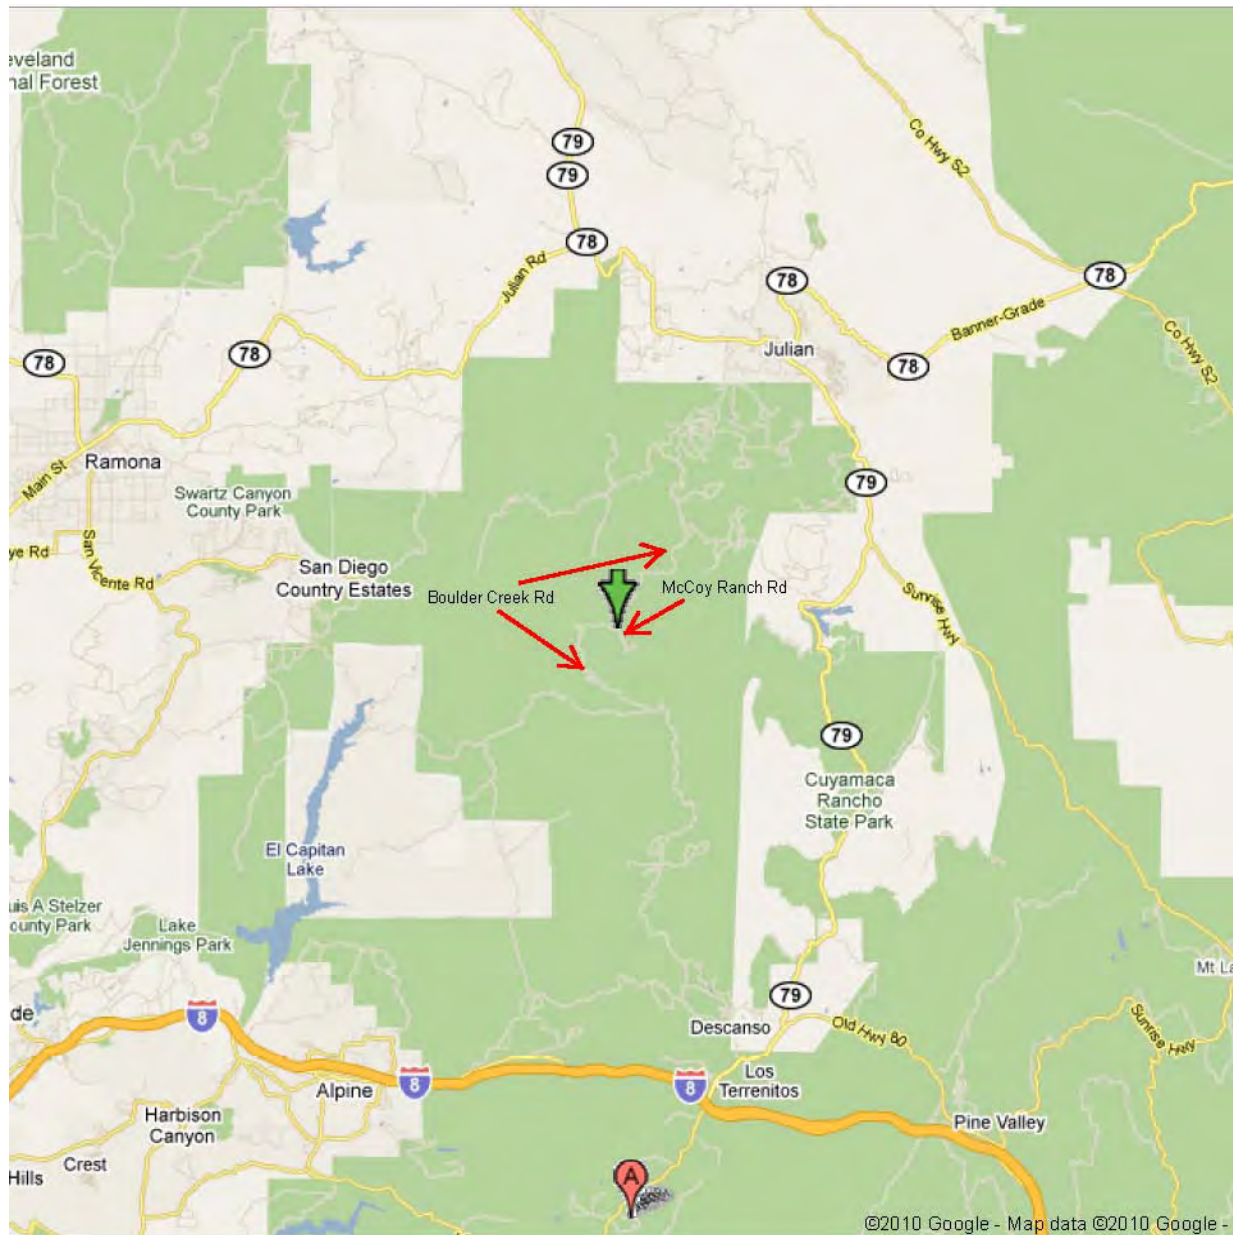 eveland
nal Forest
79
79
78
Julian Rd
Co Hwy S2
78
78
Banner-Grade
Co Hwy S2
78
78
Julian
78
Main St
Ramona
79
Swartz Canyon
County Park
ye Rd
San Vicente Rd
San Diego
Country Estates
Boulder Creek Rd
McCoy Ranch Rd
Sunrise Hwy
79
Cuyamaca
Rancho
State Park
El Capitan
Lake
uis A Stelzer
ounty Park
Lake
Jennings Park
Mt La
79
de
8
Descanso
Old Hwy 80
Sunrise Hwy
Los
Terrenitos
8
8
Alpine
Harbison
Canyon
Pine Valley
Crest
Hills
A
©2010 Google - Map data ©2010 Google -